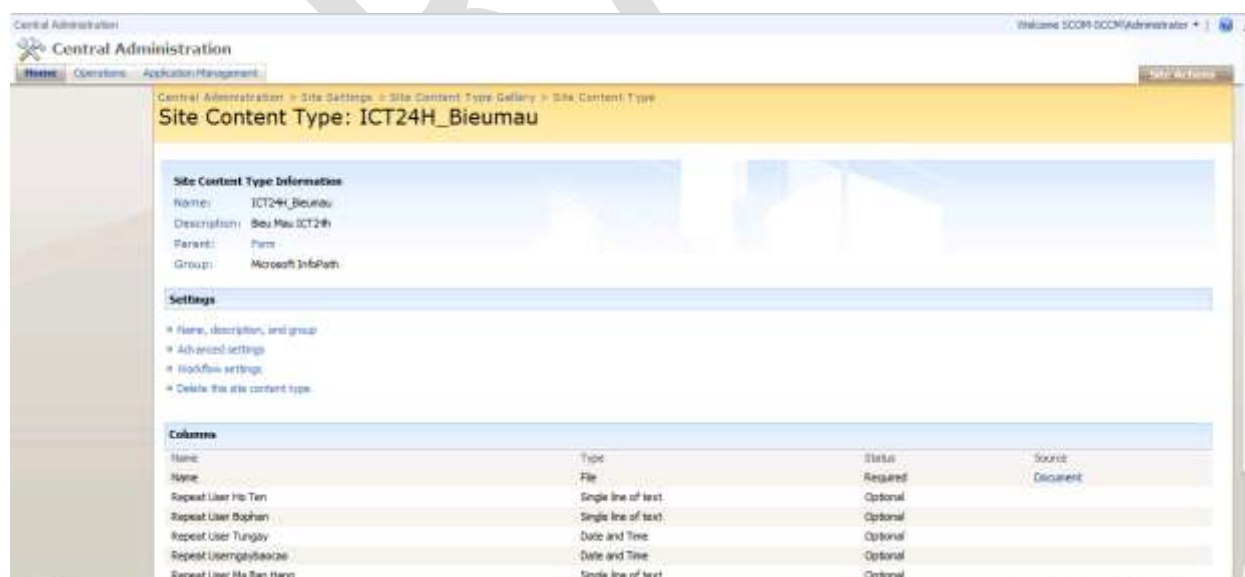 Central Administration
Welcome SCOM-SCCM\Administrator
Central Administration
Home Operations Application Management
Site Actions
Central Administration > Site Settings > Site Content Type Gallery > Site Content Type
Site Content Type: ICT24H_Bieumau
Site Content Type Information
Name: ICT24H_Bieumau
Description: Bieu Mau ICT24h
Parent: Form
Group: Microsoft InfoPath
Settings
Name, description, and group
Advanced settings
Workflow settings
Delete this site content type
Columns
Name Type Status Source
Name File Required Document
Repeat User Ho Ten Single line of text Optional
Repeat User Bophan Single line of text Optional
Repeat User Tungay Date and Time Optional
Repeat Userngaybaocao Date and Time Optional
Repeat User Ma Ban Hang Single line of text Optional